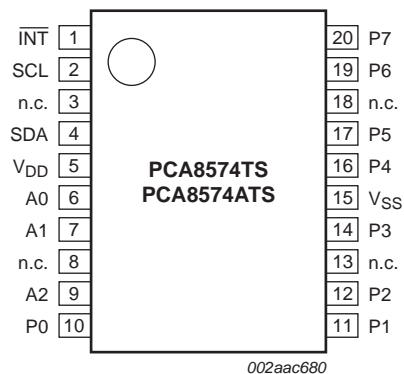 I̅N̅T̅ 1 20 P7
SCL 2 19 P6
n.c. 3 18 n.c.
SDA 4 17 P5
VDD 5 16 P4
PCA8574TS
PCA8574ATS
A0 6 15 VSS
A1 7 14 P3
n.c. 8 13 n.c.
A2 9 12 P2
P0 10 11 P1
002aac680